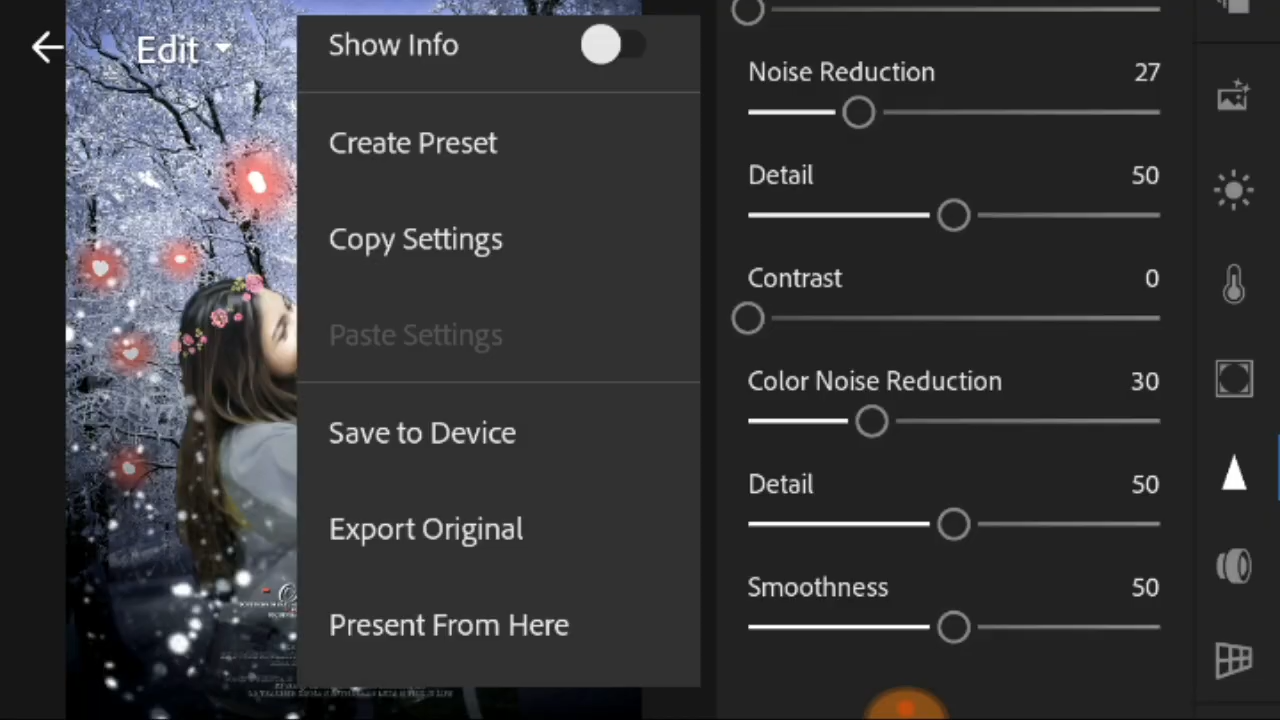 Edit
Show Info
Create Preset
Copy Settings
Paste Settings
Save to Device
Export Original
Present From Here
Noise Reduction 27
Detail 50
Contrast 0
Color Noise Reduction 30
Detail 50
Smoothness 50